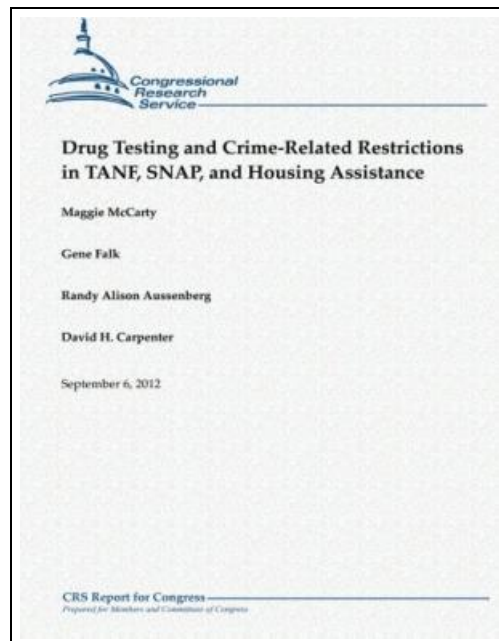 Congressional
Research
Service
Drug Testing and Crime-Related Restrictions
in TANF, SNAP, and Housing Assistance
Maggie McCarty
Gene Falk
Randy Alison Aussenberg
David H. Carpenter
September 6, 2012
CRS Report for Congress
Prepared for Members and Committees of Congress